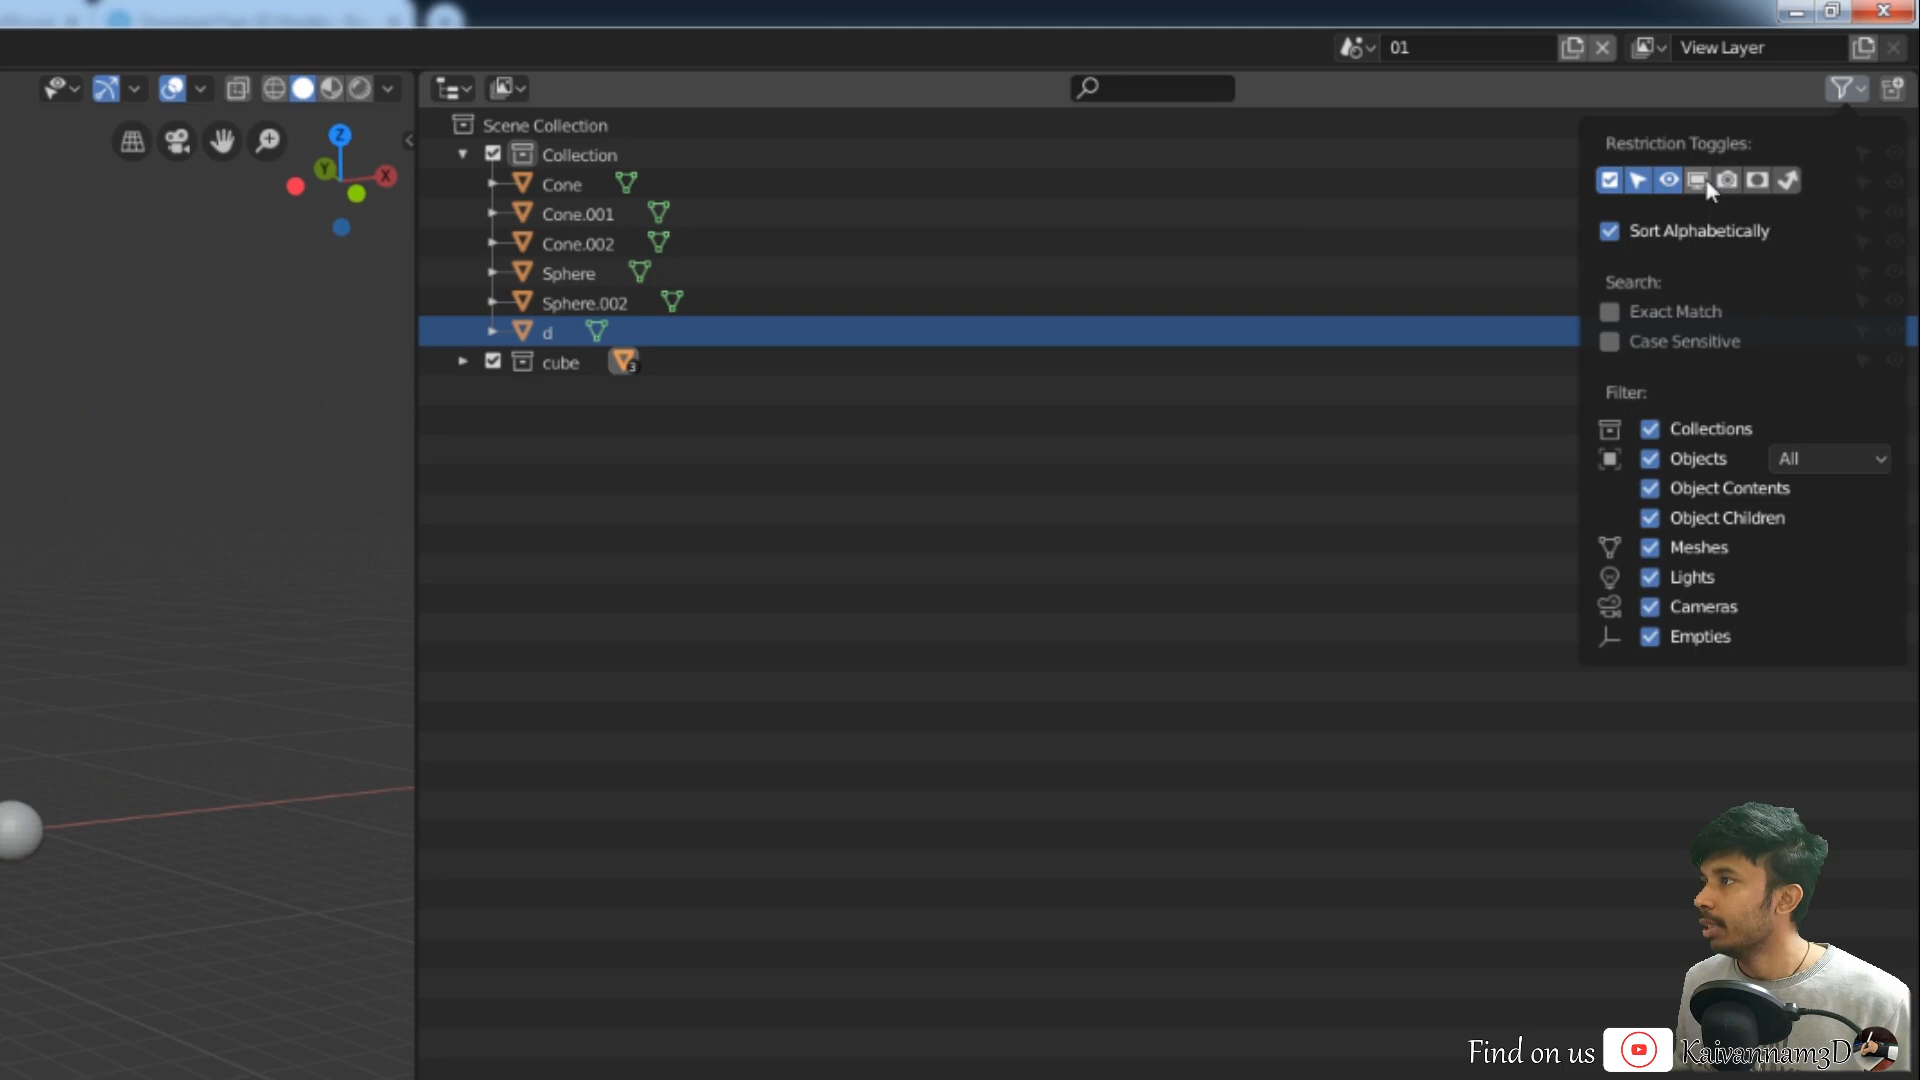 01
View Layer
Z
Y
X
Scene Collection
Collection
Cone
Cone.001
Cone.002
Sphere
Sphere.002
d
cube
3
Restriction Toggles:
Sort Alphabetically
Search:
Exact Match
Case Sensitive
Filter:
Collections
Objects
All
Object Contents
Object Children
Meshes
Lights
Cameras
Empties
Find on us
Kaivannam3D